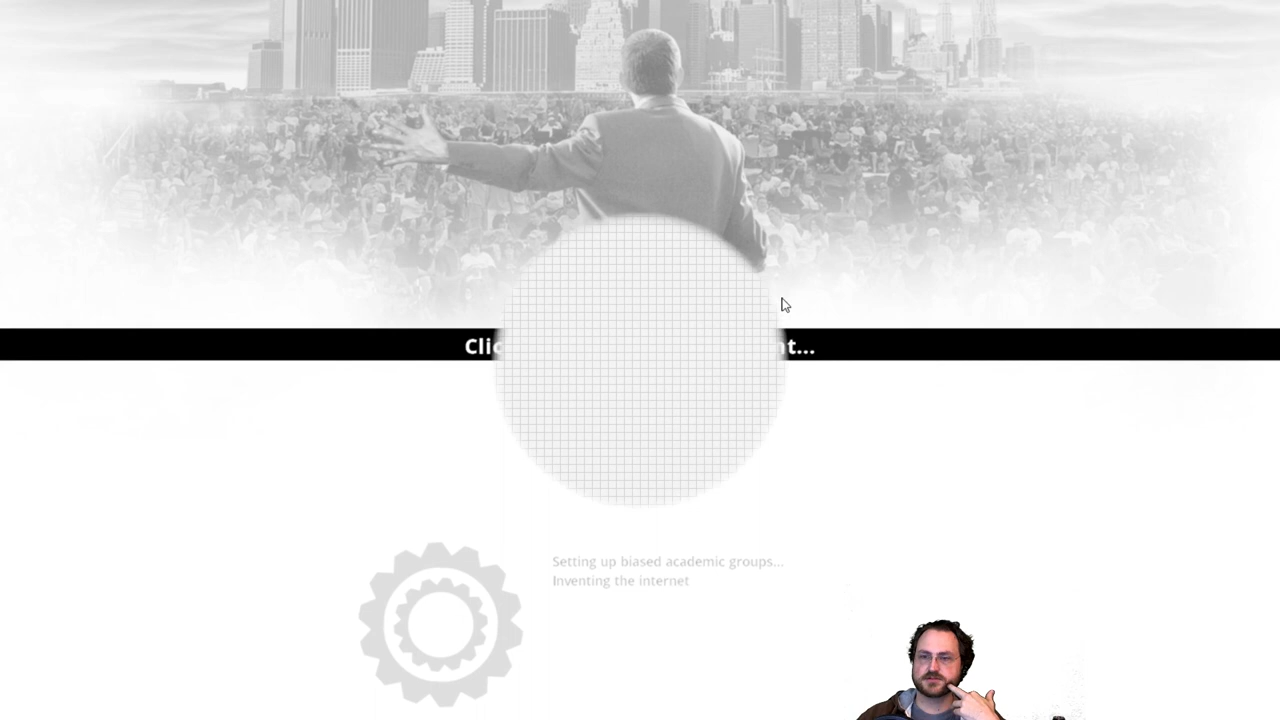 Setting up biased academic groups...
Inventing the internet